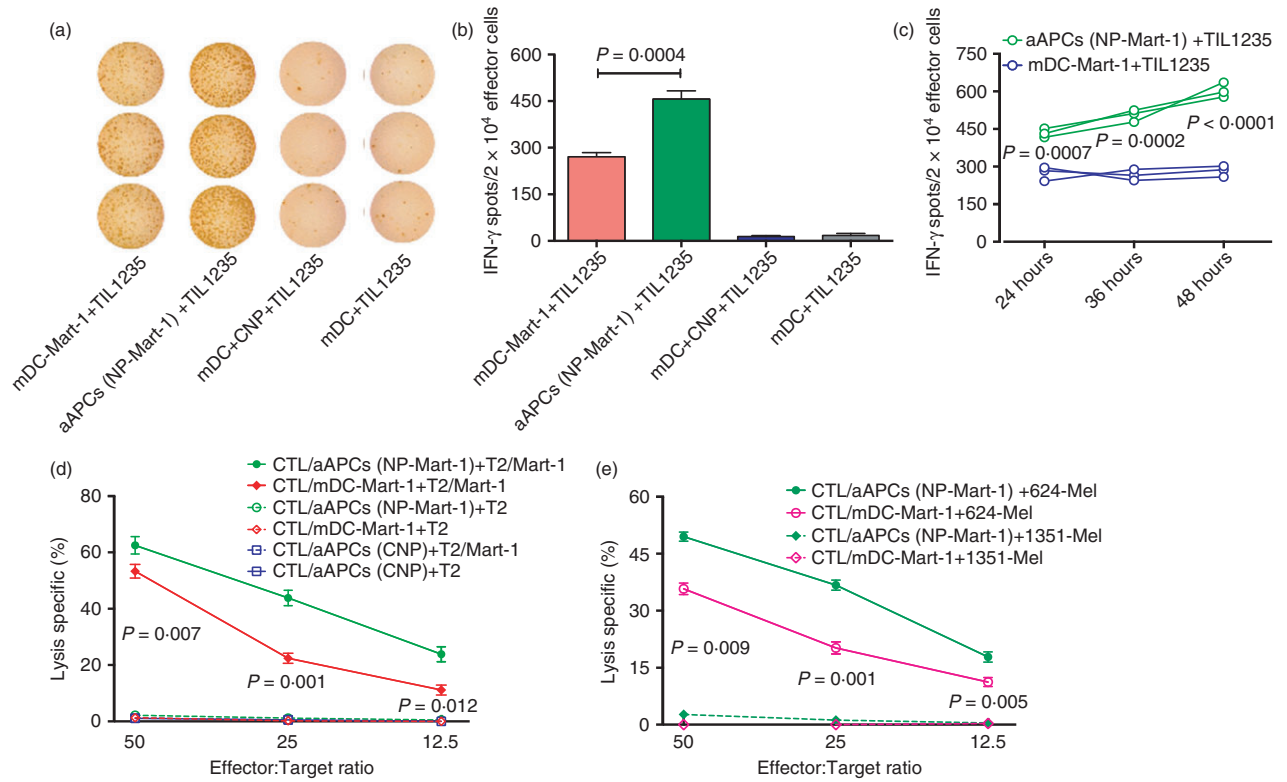 (a)
mDC-Mart-1+TIL1235
aAPCs (NP-Mart-1) +TIL1235
mDC+CNP+TIL1235
mDC+TIL1235
(b)
IFN-γ spots/2 × 10⁴ effector cells
600
450
300
150
0
P = 0·0004
mDC-Mart-1+TIL1235
aAPCs (NP-Mart-1) +TIL1235
mDC+CNP+TIL1235
mDC+TIL1235
(c)
aAPCs (NP-Mart-1) +TIL1235
mDC-Mart-1+TIL1235
IFN-γ spots/2 × 10⁴ effector cells
750
600
450
300
150
0
P = 0·0007
P = 0·0002
P < 0·0001
24 hours
36 hours
48 hours
(d)
CTL/aAPCs (NP-Mart-1)+T2/Mart-1
CTL/mDC-Mart-1+T2/Mart-1
CTL/aAPCs (NP-Mart-1)+T2
CTL/mDC-Mart-1+T2
CTL/aAPCs (CNP)+T2/Mart-1
CTL/aAPCs (CNP)+T2
Lysis specific (%)
80
60
40
20
0
P = 0·007
P = 0·001
P = 0·012
50
25
12.5
Effector:Target ratio
(e)
CTL/aAPCs (NP-Mart-1) +624-Mel
CTL/mDC-Mart-1+624-Mel
CTL/aAPCs (NP-Mart-1)+1351-Mel
CTL/mDC-Mart-1+1351-Mel
Lysis specific (%)
60
45
30
15
0
P = 0·009
P = 0·001
P = 0·005
50
25
12.5
Effector:Target ratio